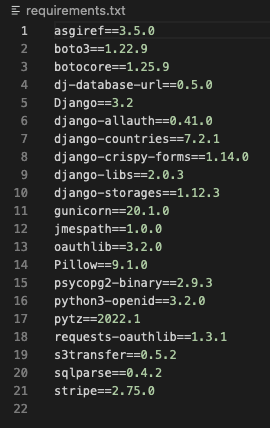 requirements.txt
1 asgiref==3.5.0
2 boto3==1.22.9
3 botocore==1.25.9
4 dj-database-url==0.5.0
5 Django==3.2
6 django-allauth==0.41.0
7 django-countries==7.2.1
8 django-crispy-forms==1.14.0
9 django-libs==2.0.3
10 django-storages==1.12.3
11 gunicorn==20.1.0
12 jmespath==1.0.0
13 oauthlib==3.2.0
14 Pillow==9.1.0
15 psycopg2-binary==2.9.3
16 python3-openid==3.2.0
17 pytz==2022.1
18 requests-oauthlib==1.3.1
19 s3transfer==0.5.2
20 sqlparse==0.4.2
21 stripe==2.75.0
22